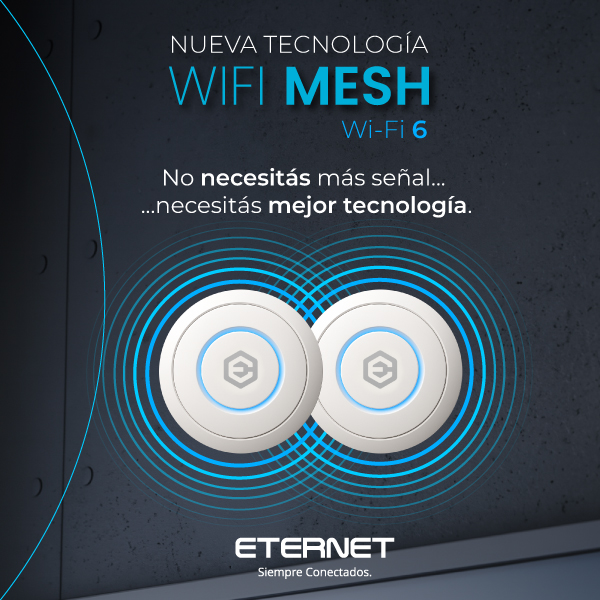 NUEVA TECNOLOGÍA
WIFI MESH
Wi-Fi 6
No necesitás más señal...
...necesitás mejor tecnología.
ETERNET
Siempre Conectados.